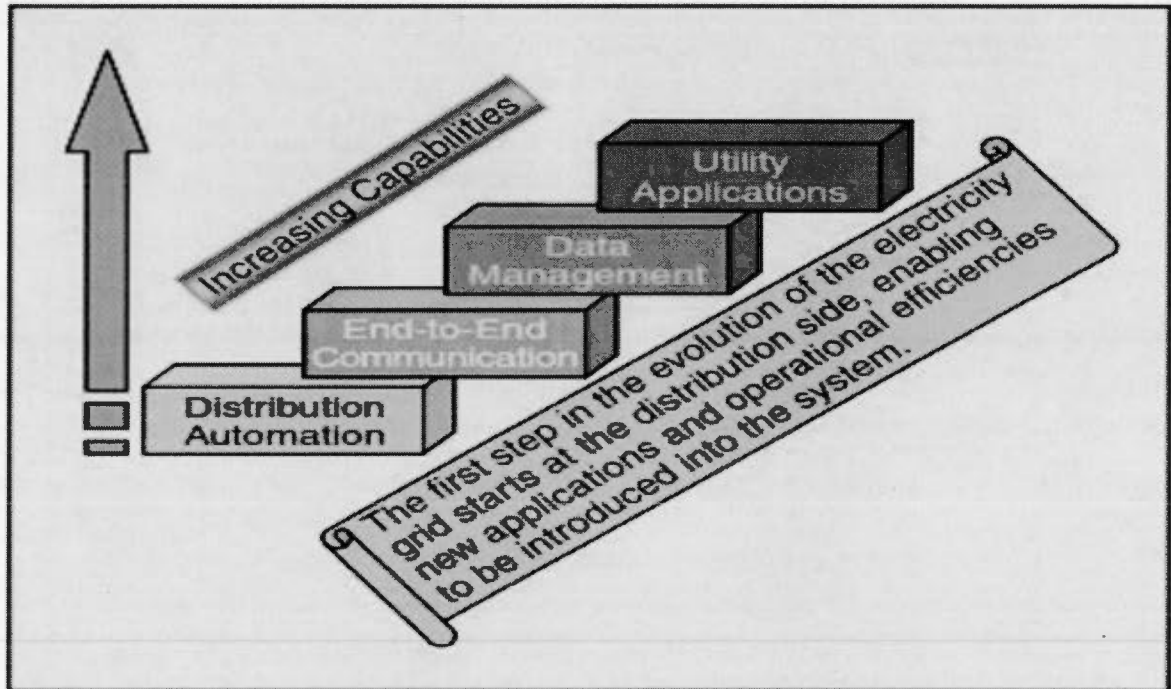 Increasing Capabilities
Utility
Applications
Data
Management
End-to-End
Communication
Distribution
Automation
The first step in the evolution of the electricity
grid starts at the distribution side, enabling
new applications and operational efficiencies
to be introduced into the system.